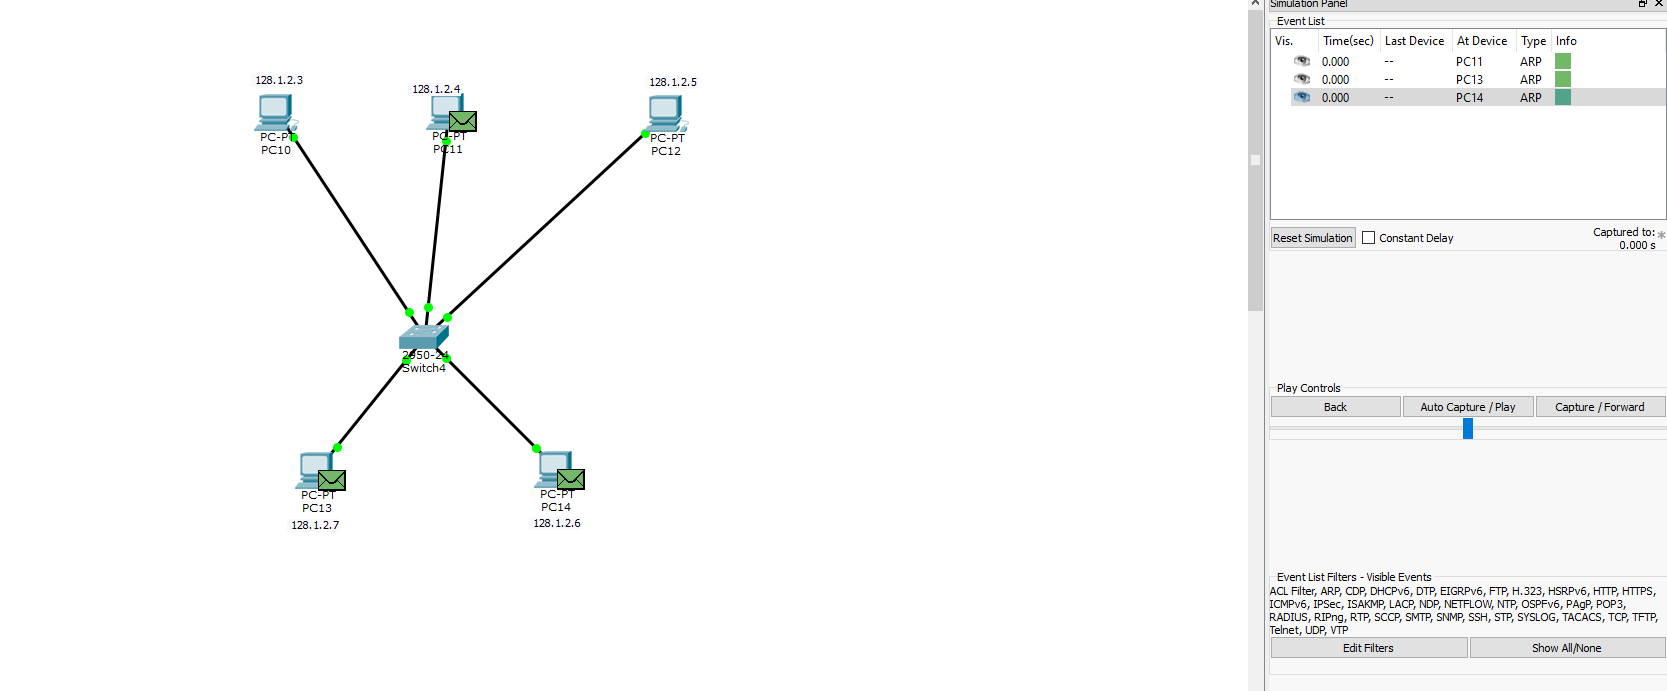 Simulation Panel
Event List
Vis. Time(sec) Last Device At Device Type Info
0.000 -- PC11 ARP
0.000 -- PC13 ARP
0.000 -- PC14 ARP
Reset Simulation Constant Delay
Captured to:
0.000 s
*
Play Controls
Back Auto Capture / Play Capture / Forward
Event List Filters - Visible Events
ACL Filter, ARP, CDP, DHCPv6, DTP, EIGRPv6, FTP, H.323, HSRPv6, HTTP, HTTPS,
ICMPv6, IPSec, ISAKMP, LACP, NDP, NETFLOW, NTP, OSPFv6, PAgP, POP3,
RADIUS, RIPng, RTP, SCCP, SMTP, SNMP, SSH, STP, SYSLOG, TACACS, TCP, TFTP,
Telnet, UDP, VTP
Edit Filters Show All/None
128.1.2.3
PC-PT
PC10
128.1.2.4
PC-PT
PC11
128.1.2.5
PC-PT
PC12
2950-24
Switch4
PC-PT
PC13
128.1.2.7
PC-PT
PC14
128.1.2.6